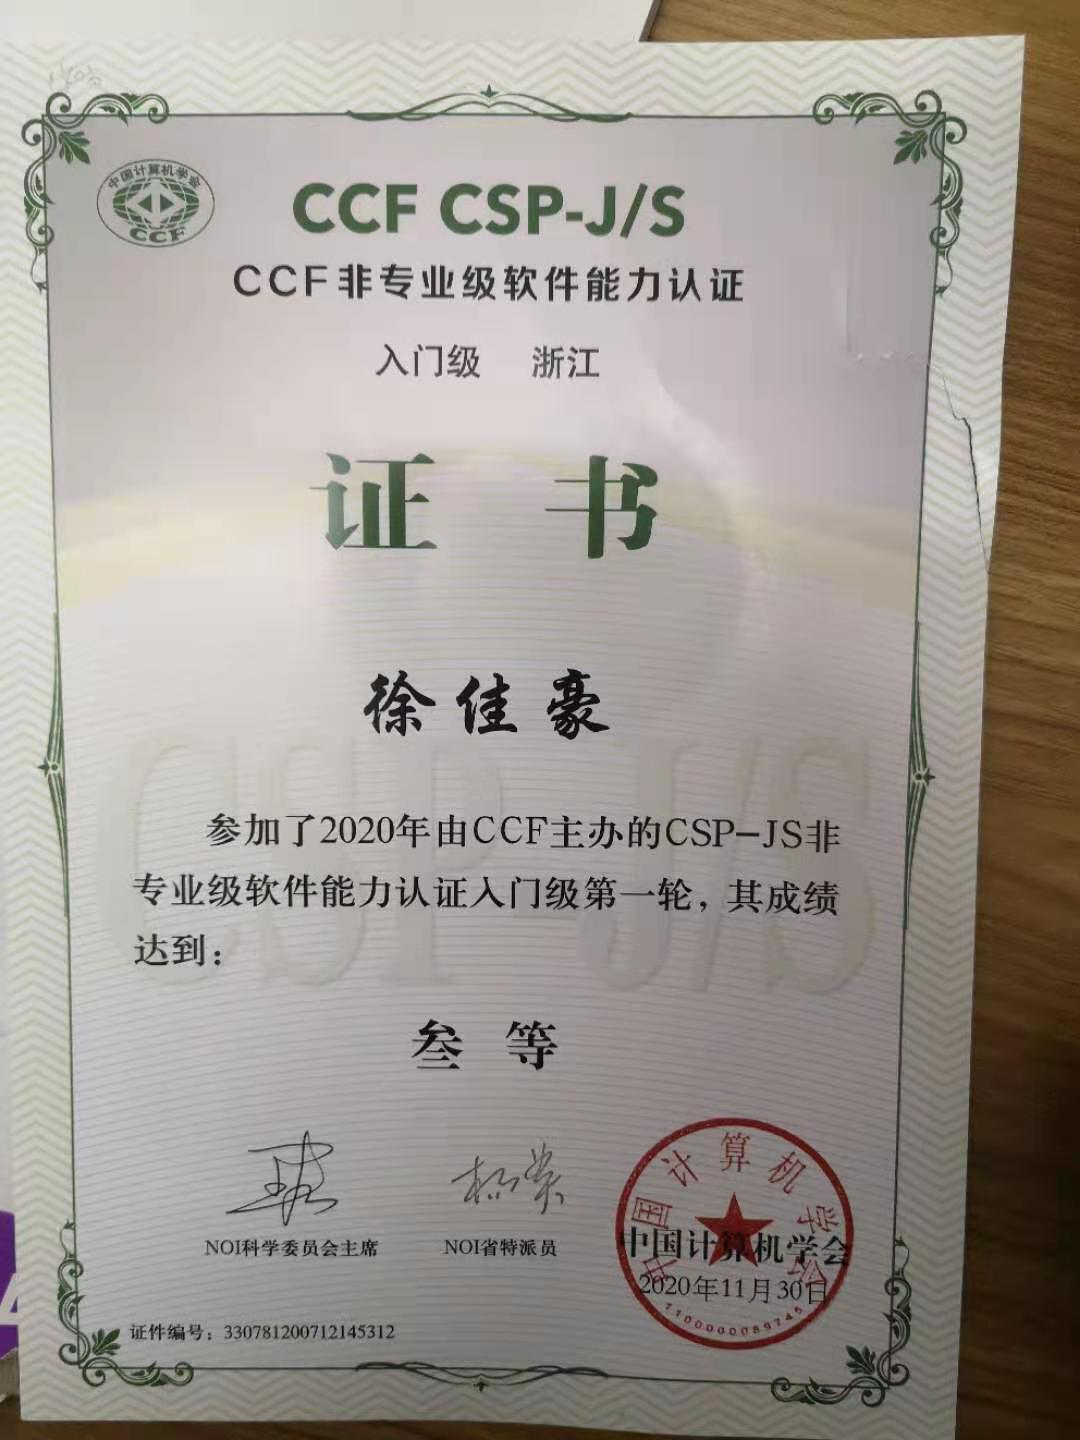 中国计算机学会
CCF
CCF CSP-J/S
CCF非专业级软件能力认证
入门级 浙江
证 书
徐佳豪
参加了2020年由CCF主办的CSP-JS非
专业级软件能力认证入门级第一轮，其成绩
达到：
叁 等
NOI科学委员会主席
NOI省特派员
中国计算机学会
中国计算机学会
2020年11月30日
1100000089745
证件编号：330781200712145312